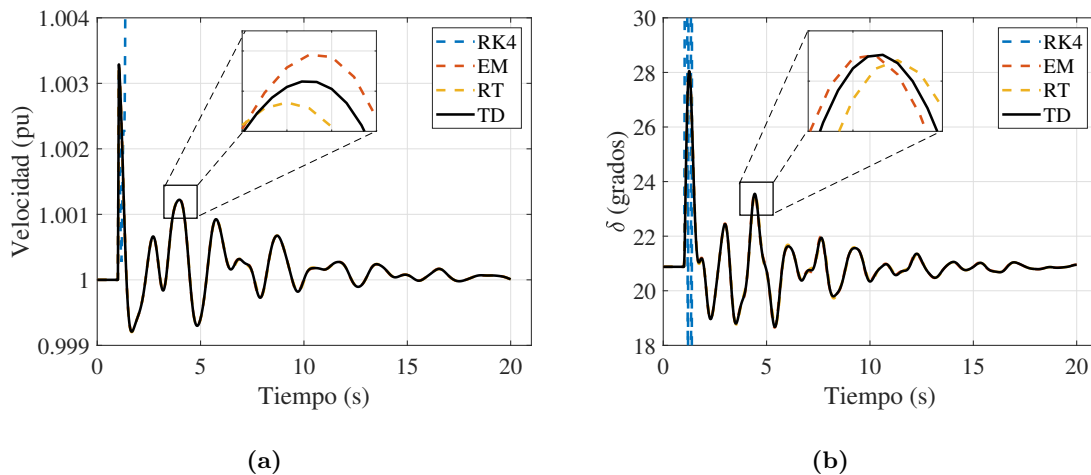 1.004
1.003
1.002
1.001
1
0.999
Velocidad (pu)
0
5
10
15
20
Tiempo (s)
RK4
EM
RT
TD
(a)
30
28
26
24
22
20
18
δ (grados)
0
5
10
15
20
Tiempo (s)
RK4
EM
RT
TD
(b)